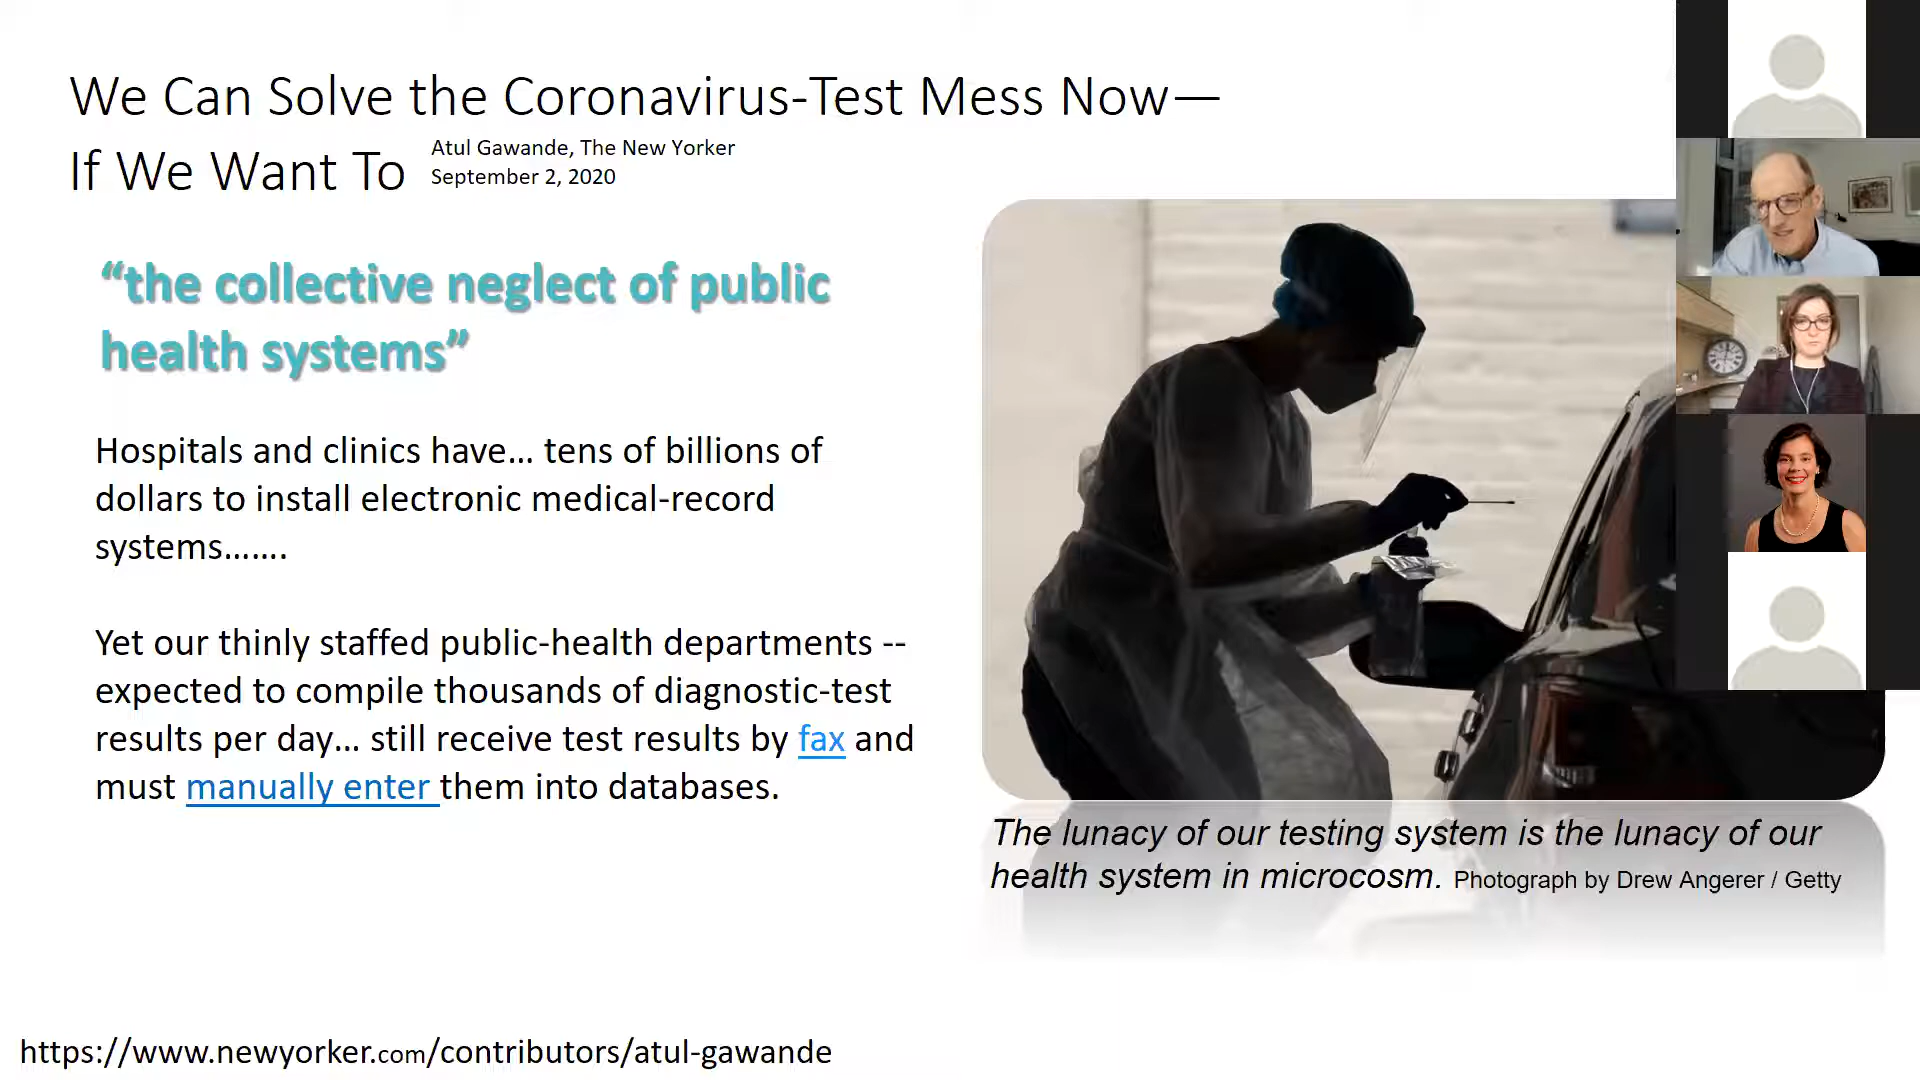 We Can Solve the Coronavirus-Test Mess Now—
If We Want To
Atul Gawande, The New Yorker
September 2, 2020
“the collective neglect of public
health systems”
Hospitals and clinics have… tens of billions of
dollars to install electronic medical-record
systems…….
Yet our thinly staffed public-health departments --
expected to compile thousands of diagnostic-test
results per day… still receive test results by fax and
must manually enter them into databases.
The lunacy of our testing system is the lunacy of our
health system in microcosm. Photograph by Drew Angerer / Getty
https://www.newyorker.com/contributors/atul-gawande